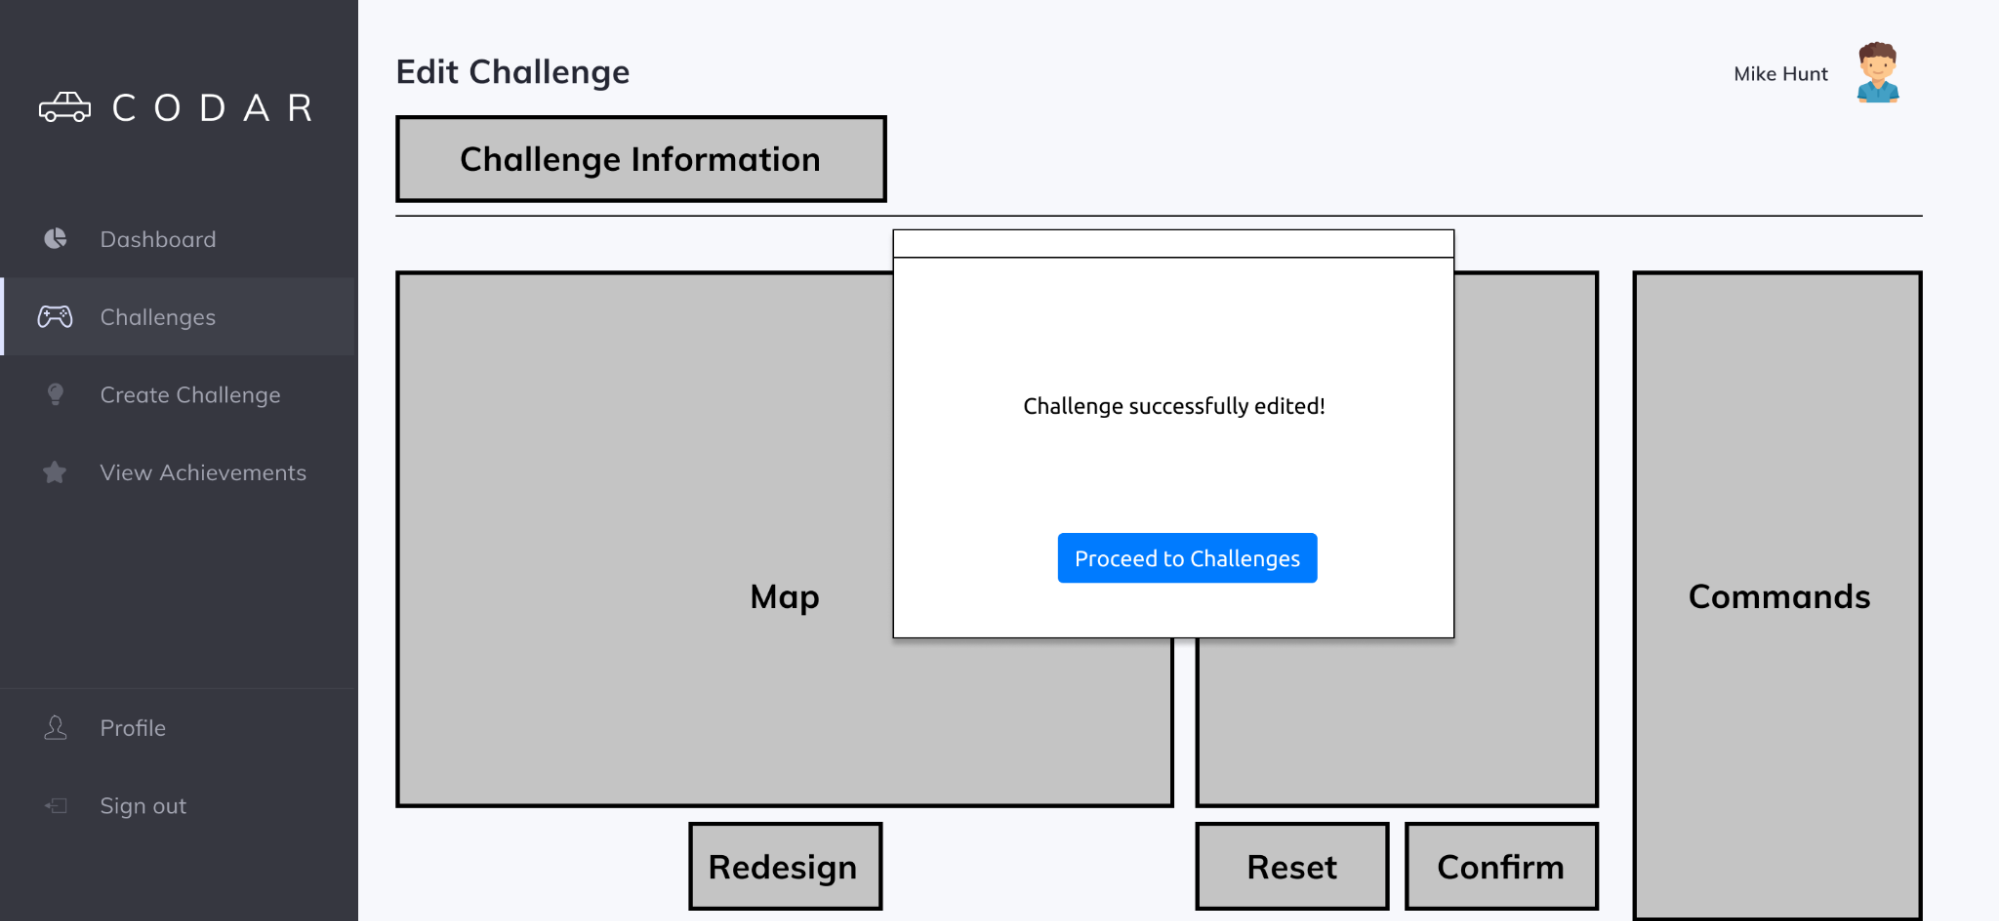 CODAR
Dashboard
Challenges
Create Challenge
View Achievements
Profile
Sign out
Edit Challenge
Mike Hunt
Challenge Information
Challenge successfully edited!
Proceed to Challenges
Map
Commands
Redesign
Reset
Confirm